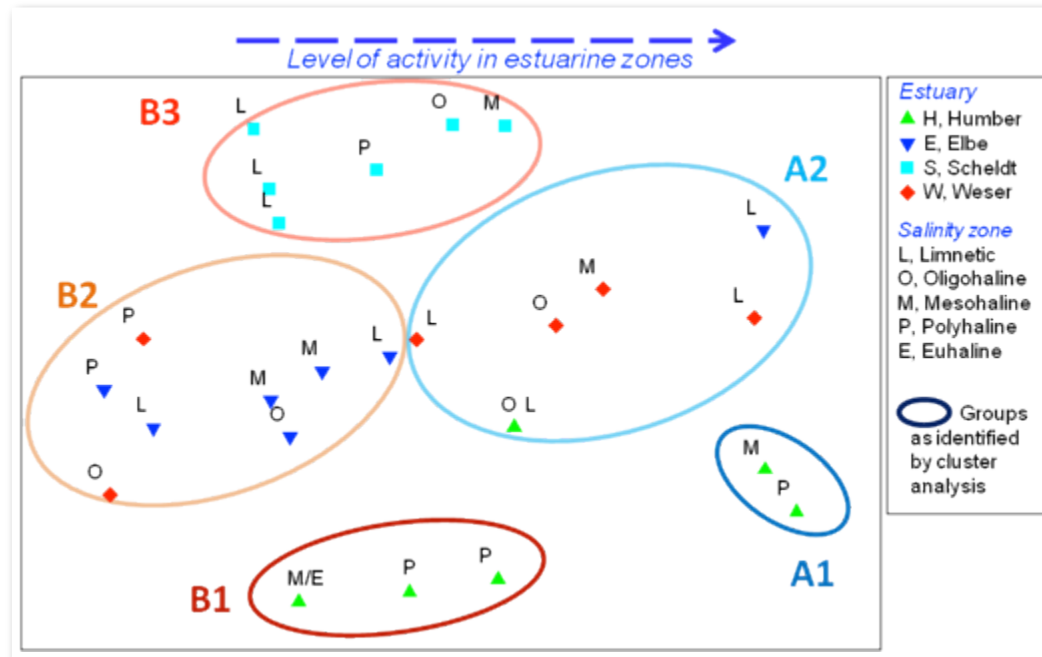 Level of activity in estuarine zones
B3
L
O
M
P
L
L
A2
L
M
O
L
B2
P
L
L
M
P
M
L
O
O
O L
M
P
A1
B1
M/E
P
P
Estuary
H, Humber
E, Elbe
S, Scheldt
W, Weser
Salinity zone
L, Limnetic
O, Oligohaline
M, Mesohaline
P, Polyhaline
E, Euhaline
Groups
as identified
by cluster
analysis